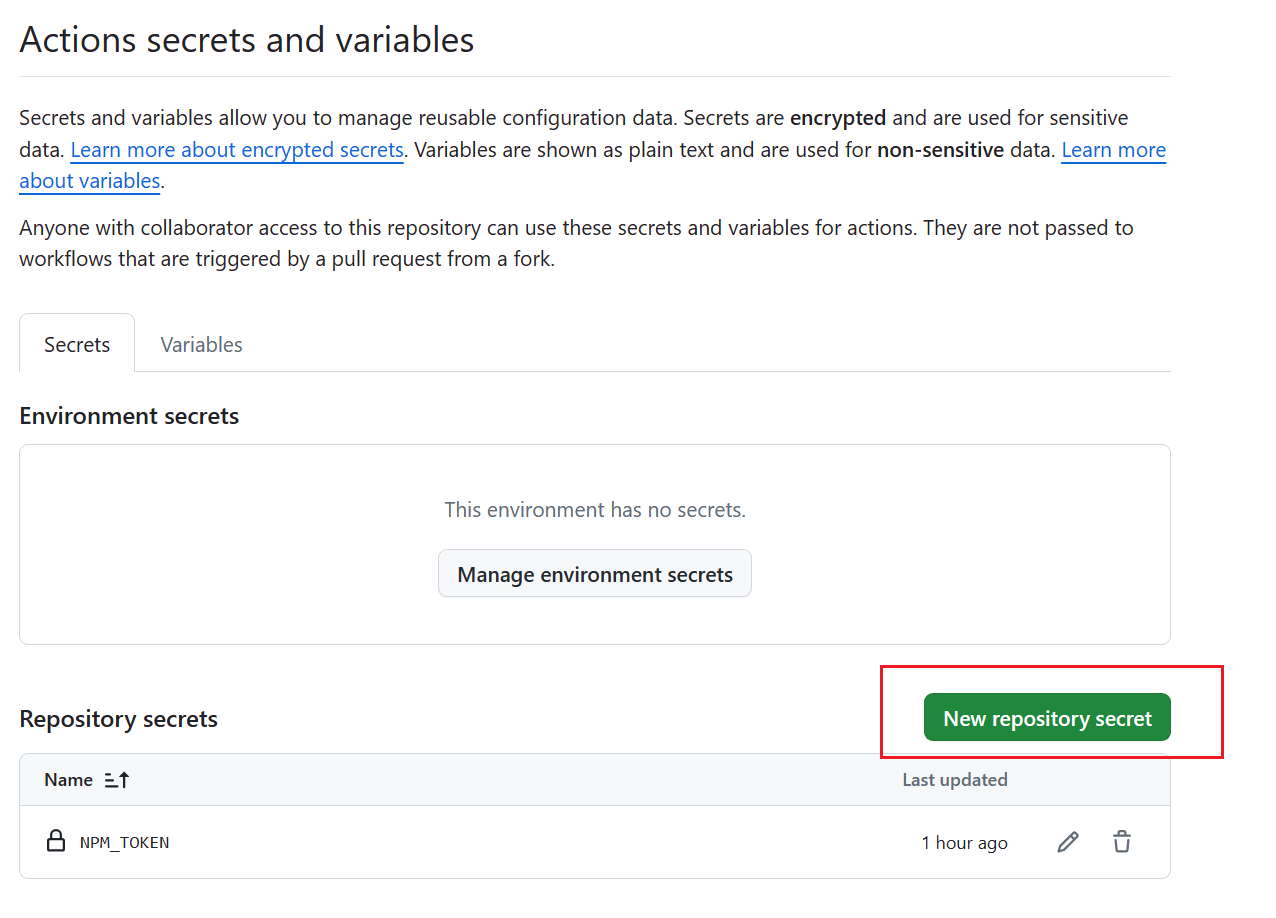 Actions secrets and variables
Secrets and variables allow you to manage reusable configuration data. Secrets are encrypted and are used for sensitive
data. Learn more about encrypted secrets. Variables are shown as plain text and are used for non-sensitive data. Learn more
about variables.
Anyone with collaborator access to this repository can use these secrets and variables for actions. They are not passed to
workflows that are triggered by a pull request from a fork.
Secrets Variables
Environment secrets
This environment has no secrets.
Manage environment secrets
Repository secrets New repository secret
Name Last updated
NPM_TOKEN 1 hour ago